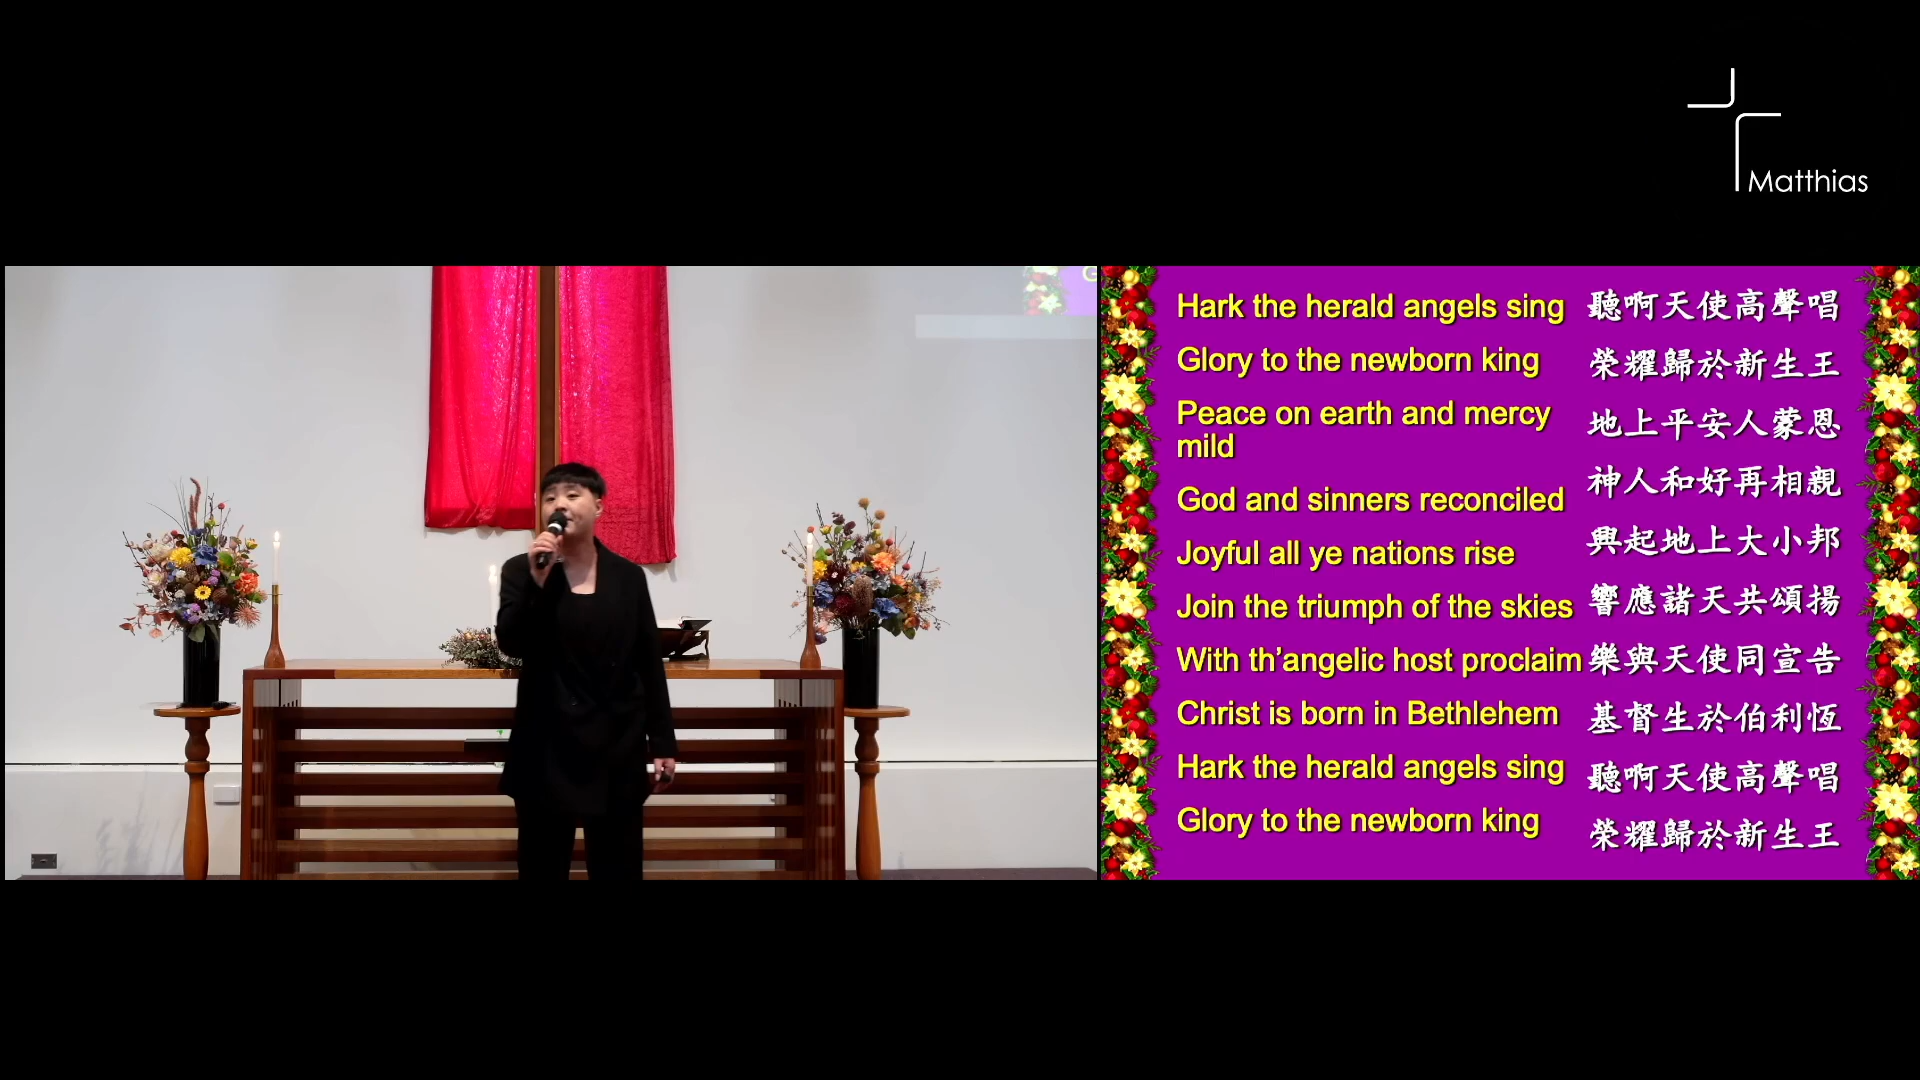 Matthias
Hark the herald angels sing
Glory to the newborn king
Peace on earth and mercy
mild
God and sinners reconciled
Joyful all ye nations rise
Join the triumph of the skies
With th’angelic host proclaim
Christ is born in Bethlehem
Hark the herald angels sing
Glory to the newborn king
聽啊天使高聲唱
榮耀歸於新生王
地上平安人蒙恩
神人和好再相親
興起地上大小邦
響應諸天共頌揚
樂與天使同宣告
基督生於伯利恆
聽啊天使高聲唱
榮耀歸於新生王